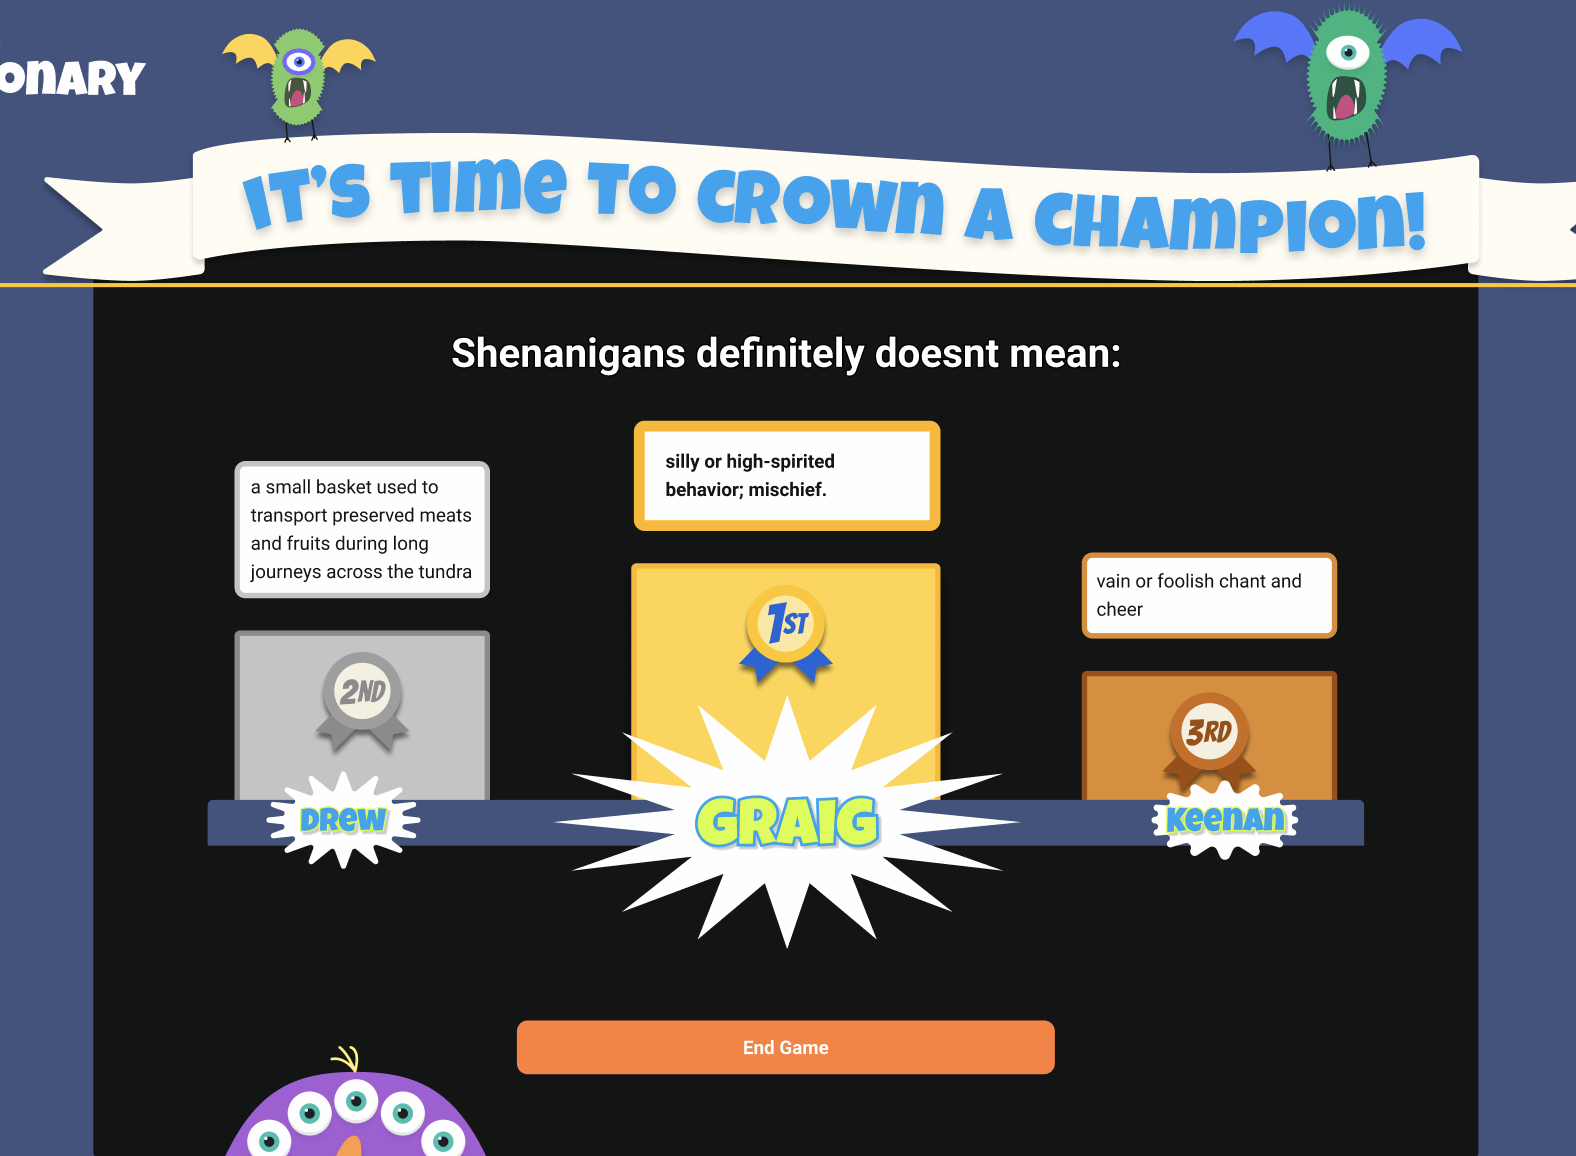 ONARY
IT'S TIME TO CROWN A CHAMPION!
Shenanigans definitely doesnt mean:
a small basket used to
transport preserved meats
and fruits during long
journeys across the tundra
silly or high-spirited
behavior; mischief.
vain or foolish chant and
cheer
2ND
1ST
3RD
DREW
GRAIG
KEENAN
End Game